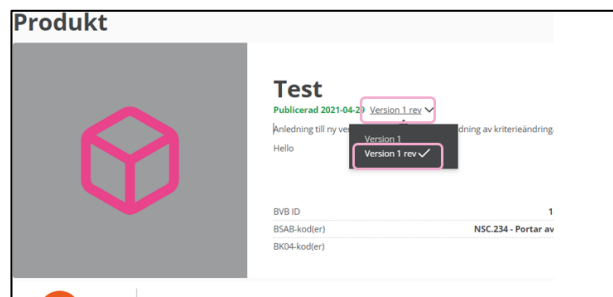 Produkt
Test
Publicerad 2021-04-29 Version 1 rev
Anledning till ny ver dning av kriterieändring.
Version 1
Hello
Version 1 rev
BVB ID 1
BSAB-kod(er) NSC.234 - Portar av
BK04-kod(er)